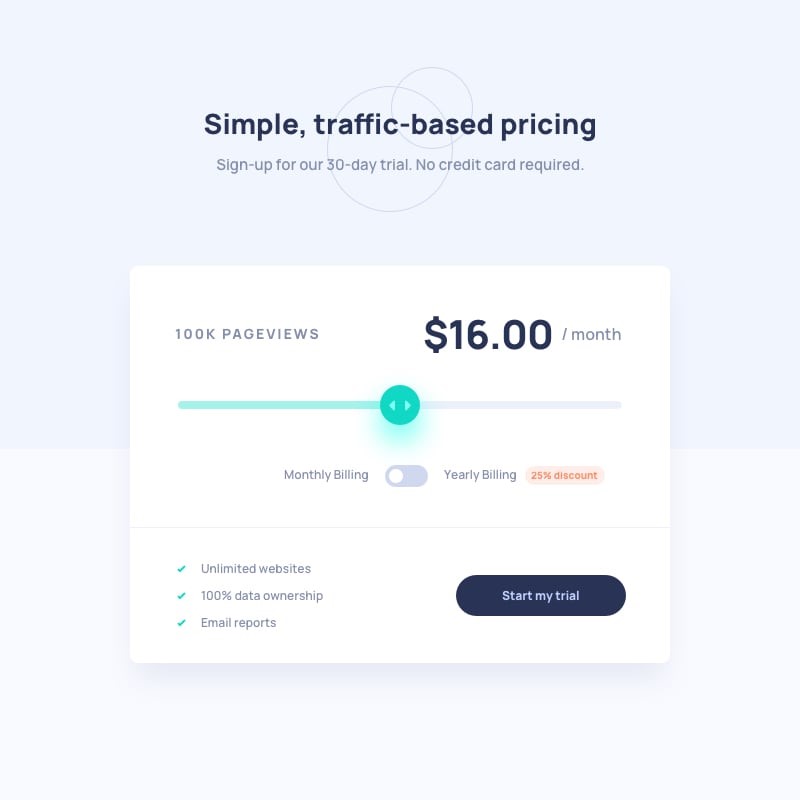 Simple, traffic-based pricing
Sign-up for our 30-day trial. No credit card required.
100K PAGEVIEWS
$16.00 / month
Monthly Billing Yearly Billing 25% discount
Unlimited websites
100% data ownership
Email reports
Start my trial